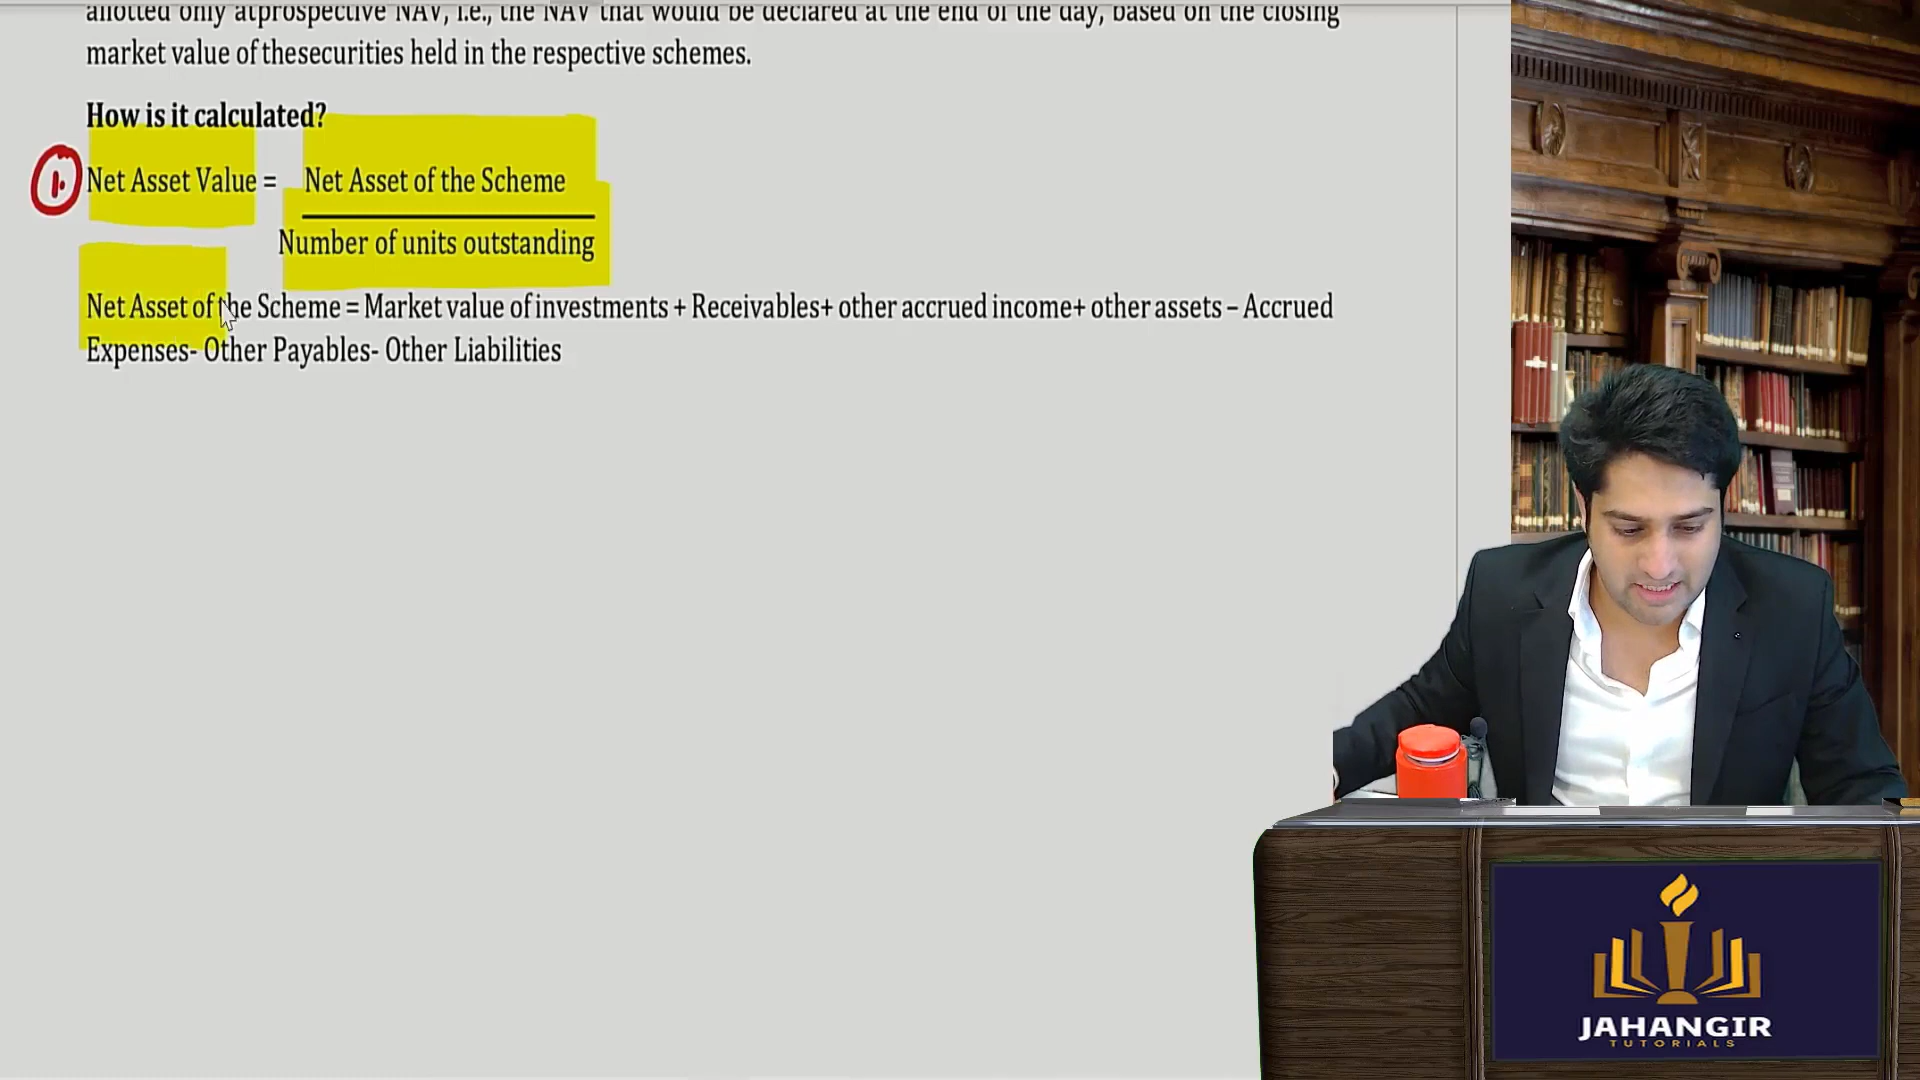 allotted only atprospective NAV, i.e., the NAV that would be declared at the end of the day, based on the closing
market value of thesecurities held in the respective schemes.
How is it calculated?
1. Net Asset Value = Net Asset of the Scheme
Number of units outstanding
Net Asset of the Scheme = Market value of investments + Receivables+ other accrued income+ other assets – Accrued
Expenses- Other Payables- Other Liabilities
JAHANGIR
TUTORIALS